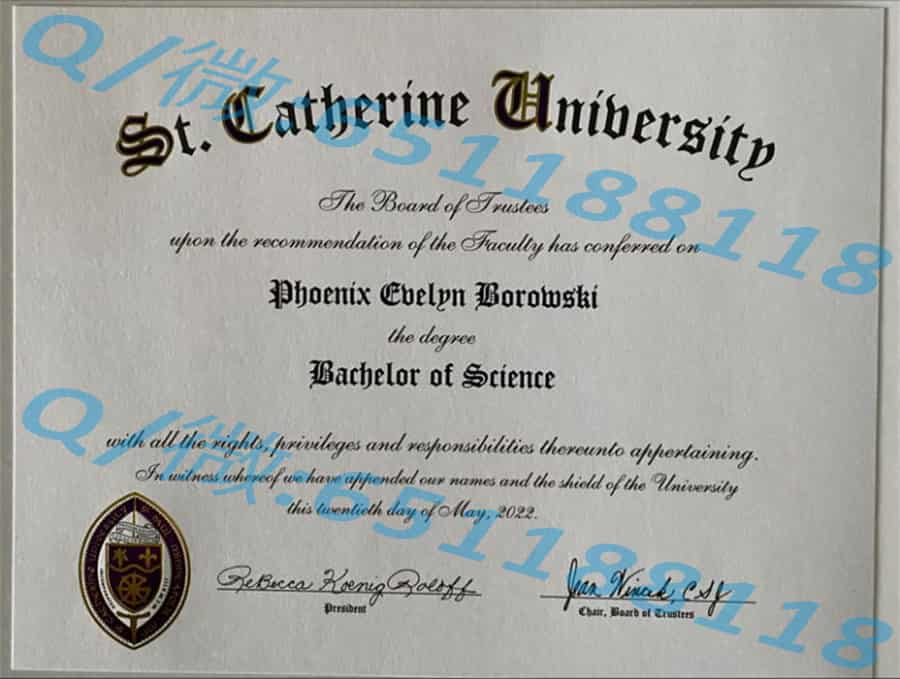 St. Catherine University
The Board of Trustees
upon the recommendation of the Faculty has conferred on
Phoenix Evelyn Borowski
the degree
Bachelor of Science
with all the rights, privileges and responsibilities thereunto appertaining.
In witness whereof we have appended our names and the shield of the University
this twentieth day of May, 2022.
Rebecca Koenig Roloff
Jean Wincek, CSJ
President
Chair, Board of Trustees
Q/微:651188118
Q/微:651188118